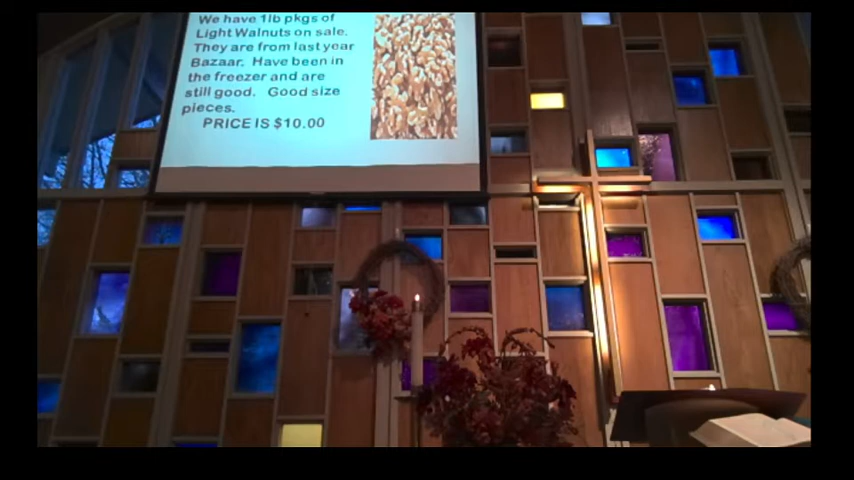 We have 1lb pkgs of
Light Walnuts on sale.
They are from last year
Bazaar. Have been in
the freezer and are
still good. Good size
pieces.
PRICE IS $10.00